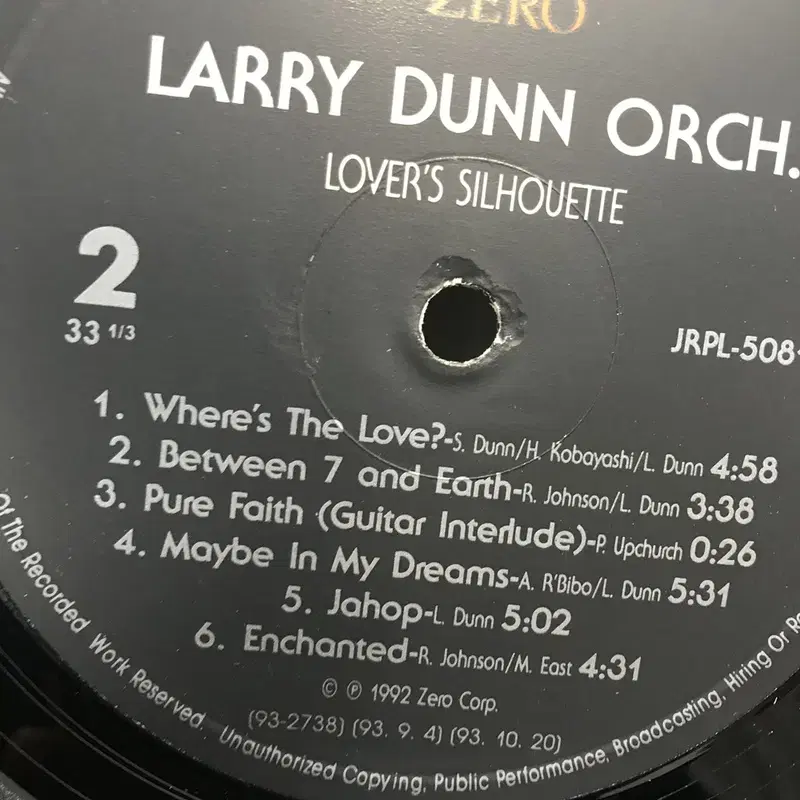 ZERO
LARRY DUNN ORCH.
LOVER'S SILHOUETTE
2
33 1/3
JRPL-508
1. Where's The Love?-S. Dunn/H. Kobayashi/L. Dunn 4:58
2. Between 7 and Earth-R. Johnson/L. Dunn 3:38
3. Pure Faith (Guitar Interlude)-P. Upchurch 0:26
4. Maybe In My Dreams-A. R'Bibo/L. Dunn 5:31
5. Jahop-L. Dunn 5:02
6. Enchanted-R. Johnson/M. East 4:31
© ℗ 1992 Zero Corp.
(93-2738) (93. 9. 4) (93. 10. 20)
Of The Recorded Work Reserved. Unauthorized Copying, Public Performance, Broadcasting, Hiring Or